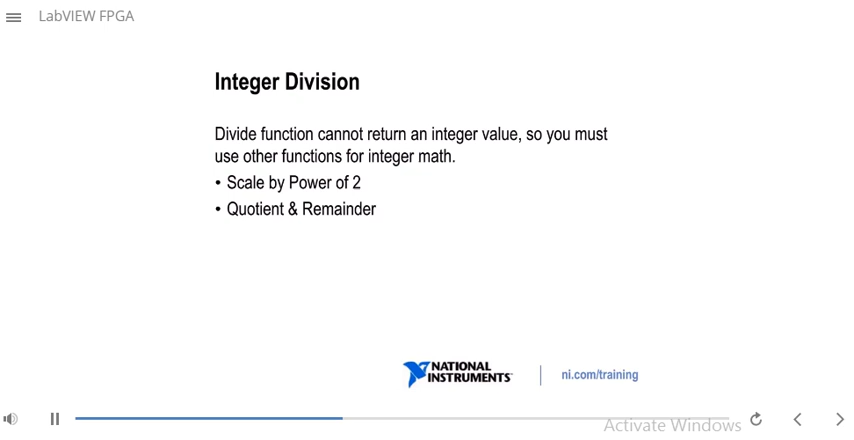 LabVIEW FPGA
Integer Division
Divide function cannot return an integer value, so you must
use other functions for integer math.
• Scale by Power of 2
• Quotient & Remainder
NATIONAL
INSTRUMENTS™
ni.com/training
Activate Windows